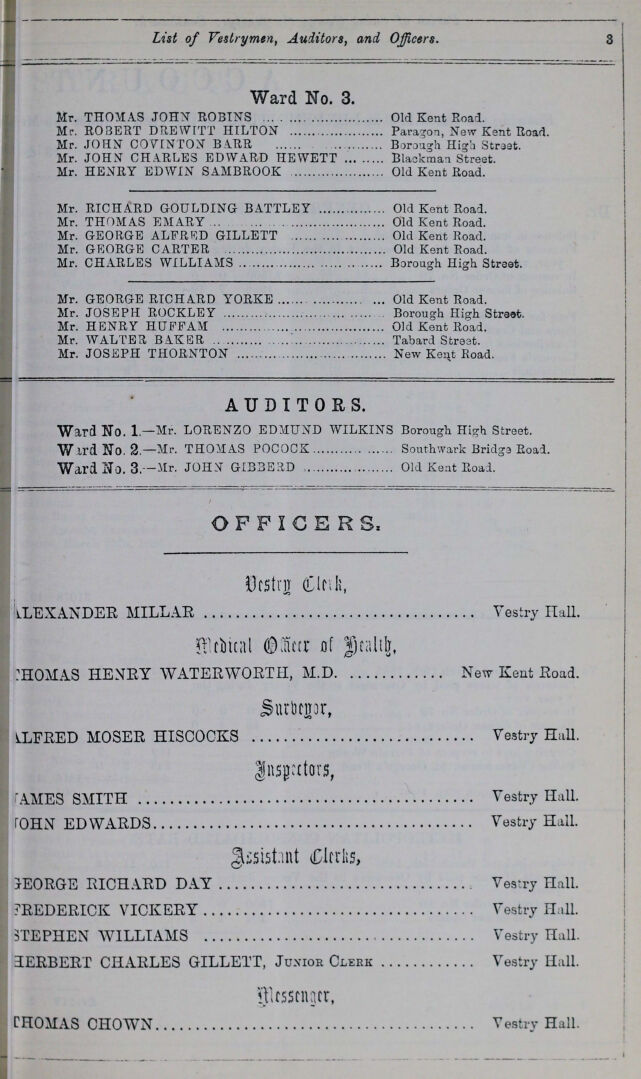 List of Vestrymen, Auditors, and Officers. 3
Ward No. 3.
Mr. THOMAS JOHN ROBINS ... Old Kent Road.
Mr. ROBERT DREWITT HILTON ... Paragon, New Kent Road.
Mr. JOHN COVINTON BARR ... Borough High Street.
Mr. JOHN CHARLES EDWARD HEWETT ... Blackman Street.
Mr. HENRY EDWIN SAMBROOK ... Old Kent Road.
Mr. RICHARD GOULDING BATTLEY ... Old Kent Road.
Mr. THOMAS EMARY ... Old Kent Road.
Mr. GEORGE ALFRED GILLETT ... Old Kent Road.
Mr. GEORGE CARTER ... Old Kent Road.
Mr. CHARLES WILLIAMS ... Borough High Street.
Mr. GEORGE RICHARD YORKE ... Old Kent Road.
Mr. JOSEPH ROCKLEY ... Borough High Street.
Mr. HENRY HUFFAM ... Old Kent Road.
Mr. WALTER BAKER ... Tabard Street.
Mr. JOSEPH THORNTON ... New Kent Road.
AUDITORS.
Ward No. 1.—Mr. LORENZO EDMUND WILKINS Borough High Street.
Ward No. 2.—Mr. THOMAS POCOCK ... Southwark Bridge Road.
Ward No. 3.—Mr. JOHN GIBBERD ... Old Kent Road.
OFFICERS.
Vestry Clerk,
ALEXANDER MILLAR ... Vestry Hall.
Medical Officer of Health,
THOMAS HENRY WATERWORTH, M.D. ... New Kent Road.
Surveyor,
ALFRED MOSER HISCOCKS ... Vestry Hall.
Inspectors,
JAMES SMITH ... Vestry Hall.
JOHN EDWARDS ... Vestry Hall.
Assistant Clerks,
GEORGE RICHARD DAY ... Vestry Hall.
FREDERICK VICKERY ... Vestry Hall.
STEPHEN WILLIAMS ... Vestry Hall.
HERBERT CHARLES GILLETT, JUNIOR CLERK ... Vestry Hall.
Messenger,
THOMAS CHOWN ... Vestry Hall.